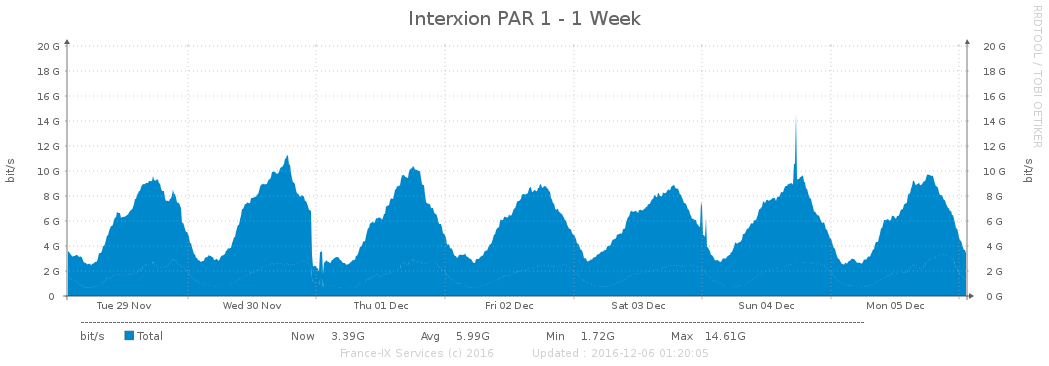 Interxion PAR 1 - 1 Week
RRDTOOL / TOBI OETIKER
20 G 20 G
18 G 18 G
16 G 16 G
14 G 14 G
12 G 12 G
10 G 10 G
8 G 8 G
6 G 6 G
4 G 4 G
2 G 2 G
0 0 G
bit/s bit/s
Tue 29 Nov Wed 30 Nov Thu 01 Dec Fri 02 Dec Sat 03 Dec Sun 04 Dec Mon 05 Dec
bit/s Total Now 3.39G Avg 5.99G Min 1.72G Max 14.61G
France-IX Services (c) 2016 Updated : 2016-12-06 01:20:05